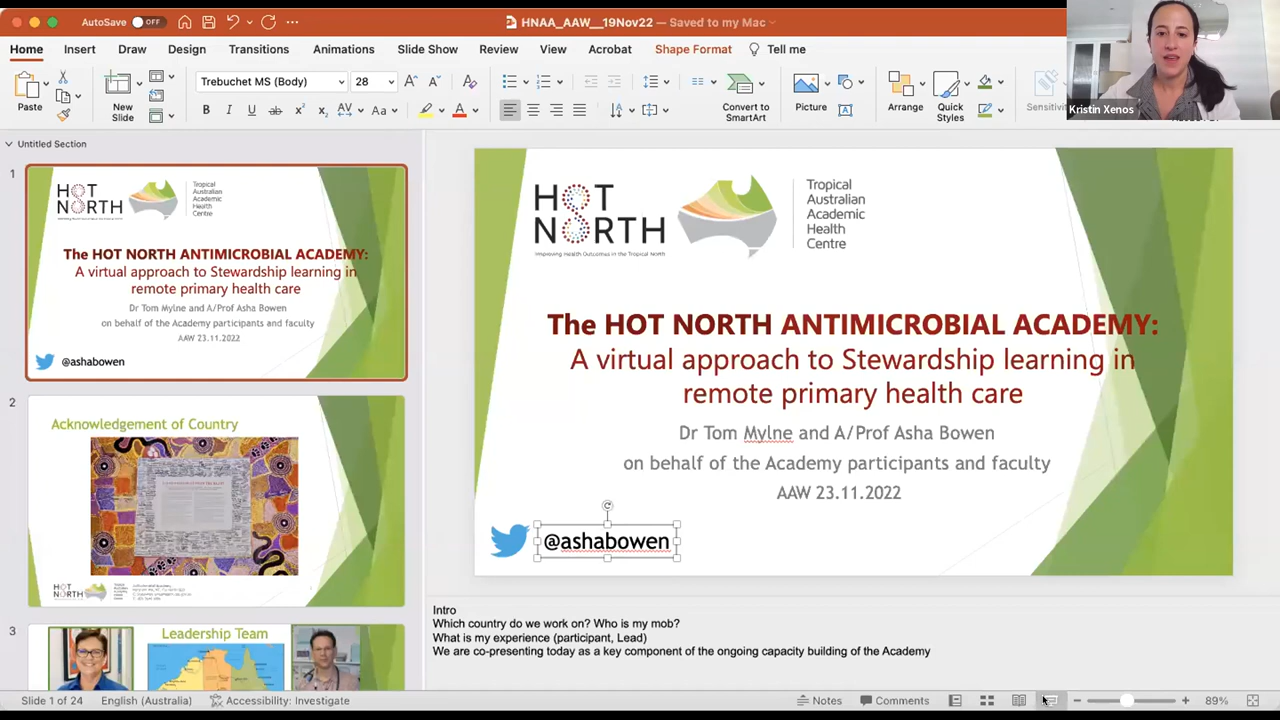 AutoSave OFF
HNAA_AAW__19Nov22 — Saved to my Mac
Home Insert Draw Design Transitions Animations Slide Show Review View Acrobat Shape Format Tell me
Trebuchet MS (Body) 28
Paste
New
Slide
Convert to
SmartArt
Picture
Arrange
Quick
Styles
Kristin Xenos
Untitled Section
1
HOT
NORTH
Tropical
Australian
Academic
Health
Centre
The HOT NORTH ANTIMICROBIAL ACADEMY:
A virtual approach to Stewardship learning in
remote primary health care
Dr Tom Mylne and A/Prof Asha Bowen
on behalf of the Academy participants and faculty
AAW 23.11.2022
@ashabowen
2
Acknowledgement of Country
HOT
NORTH
3
Leadership Team
HOT
NORTH
Improving Health Outcomes in the Tropical North
Tropical
Australian
Academic
Health
Centre
The HOT NORTH ANTIMICROBIAL ACADEMY:
A virtual approach to Stewardship learning in
remote primary health care
Dr Tom Mylne and A/Prof Asha Bowen
on behalf of the Academy participants and faculty
AAW 23.11.2022
@ashabowen
Intro
Which country do we work on? Who is my mob?
What is my experience (participant, Lead)
We are co-presenting today as a key component of the ongoing capacity building of the Academy
Slide 1 of 24 English (Australia) Accessibility: Investigate Notes Comments 89%